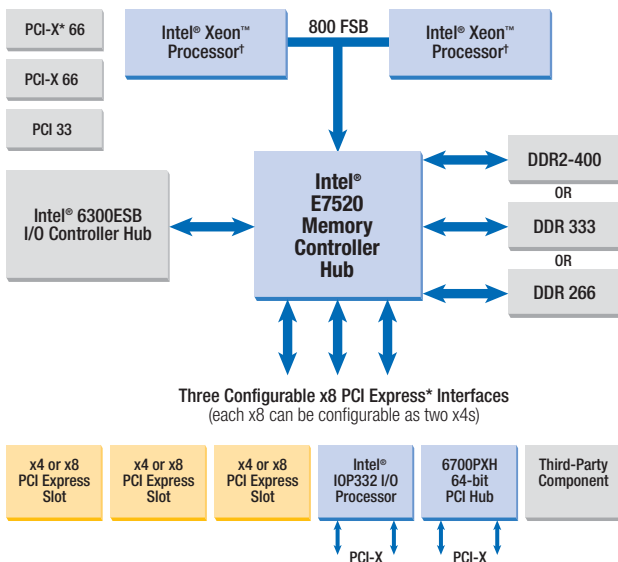 PCI-X* 66
PCI-X 66
PCI 33
Intel® Xeon™
Processor†
800 FSB
Intel® Xeon™
Processor†
Intel® 6300ESB
I/O Controller Hub
Intel®
E7520
Memory
Controller
Hub
DDR2-400
OR
DDR 333
OR
DDR 266
Three Configurable x8 PCI Express* Interfaces
(each x8 can be configurable as two x4s)
x4 or x8
PCI Express
Slot
x4 or x8
PCI Express
Slot
x4 or x8
PCI Express
Slot
Intel®
IOP332 I/O
Processor
6700PXH
64-bit
PCI Hub
Third-Party
Component
PCI-X
PCI-X